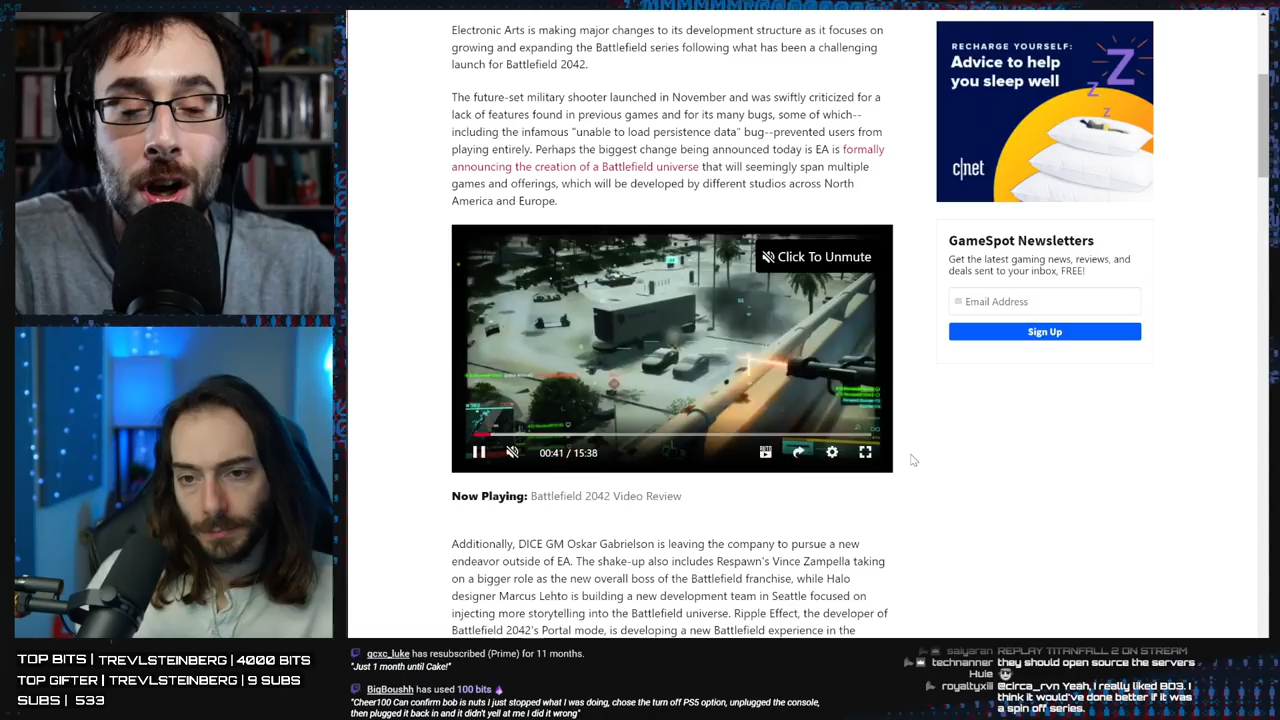 Electronic Arts is making major changes to its development structure as it focuses on
growing and expanding the Battlefield series following what has been a challenging
launch for Battlefield 2042.
The future-set military shooter launched in November and was swiftly criticized for a
lack of features found in previous games and for its many bugs, some of which--
including the infamous "unable to load persistence data" bug--prevented users from
playing entirely. Perhaps the biggest change being announced today is EA is formally
announcing the creation of a Battlefield universe that will seemingly span multiple
games and offerings, which will be developed by different studios across North
America and Europe.
Click To Unmute
00:41 / 15:38
Now Playing: Battlefield 2042 Video Review
Additionally, DICE GM Oskar Gabrielson is leaving the company to pursue a new
endeavor outside of EA. The shake-up also includes Respawn's Vince Zampella taking
on a bigger role as the new overall boss of the Battlefield franchise, while Halo
designer Marcus Lehto is building a new development team in Seattle focused on
injecting more storytelling into the Battlefield universe. Ripple Effect, the developer of
Battlefield 2042's Portal mode, is developing a new Battlefield experience in the
RECHARGE YOURSELF:
Advice to help
you sleep well
Z
Z
Z
Z
c|net
GameSpot Newsletters
Get the latest gaming news, reviews, and
deals sent to your inbox, FREE!
Email Address
Sign Up
TOP BITS | TREVLSTEINBERG | 4000 BITS
TOP GIFTER | TREVLSTEINBERG | 9 SUBS
SUBS | 533
gcxc_luke has resubscribed (Prime) for 11 months.
"Just 1 month until Cake!"
BigBoushh has used 100 bits
"Cheer100 Can confirm bob is nuts I just stopped what I was doing, chose the turn off PS5 option, unplugged the console,
then plugged it back in and it didn't yell at me i did it wrong"
saiyaran REPLAY TITANFALL 2 ON STREAM
technanner they should open source the servers
Huie
royaltyxiii @circa_rvn Yeah, I really liked BO3. I
think it would've done better if it was
a spin off series.